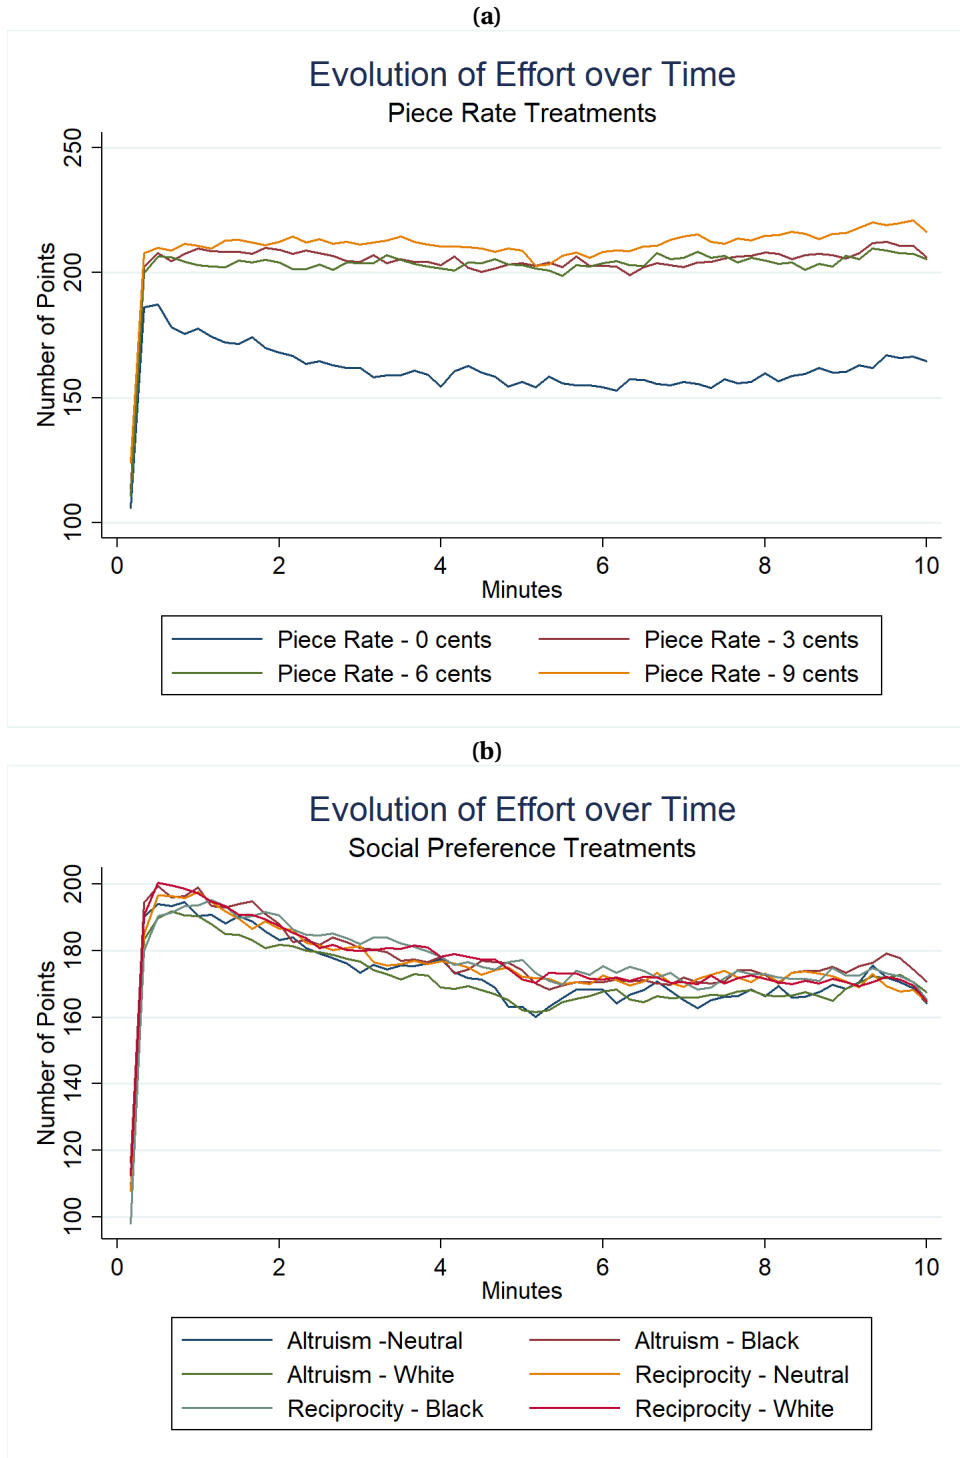 (a)
Evolution of Effort over Time
Piece Rate Treatments
Number of Points
250
200
150
100
0 2 4 6 8 10
Minutes
Piece Rate - 0 cents Piece Rate - 3 cents
Piece Rate - 6 cents Piece Rate - 9 cents
(b)
Evolution of Effort over Time
Social Preference Treatments
Number of Points
200
180
160
140
120
100
0 2 4 6 8 10
Minutes
Altruism -Neutral Altruism - Black
Altruism - White Reciprocity - Neutral
Reciprocity - Black Reciprocity - White